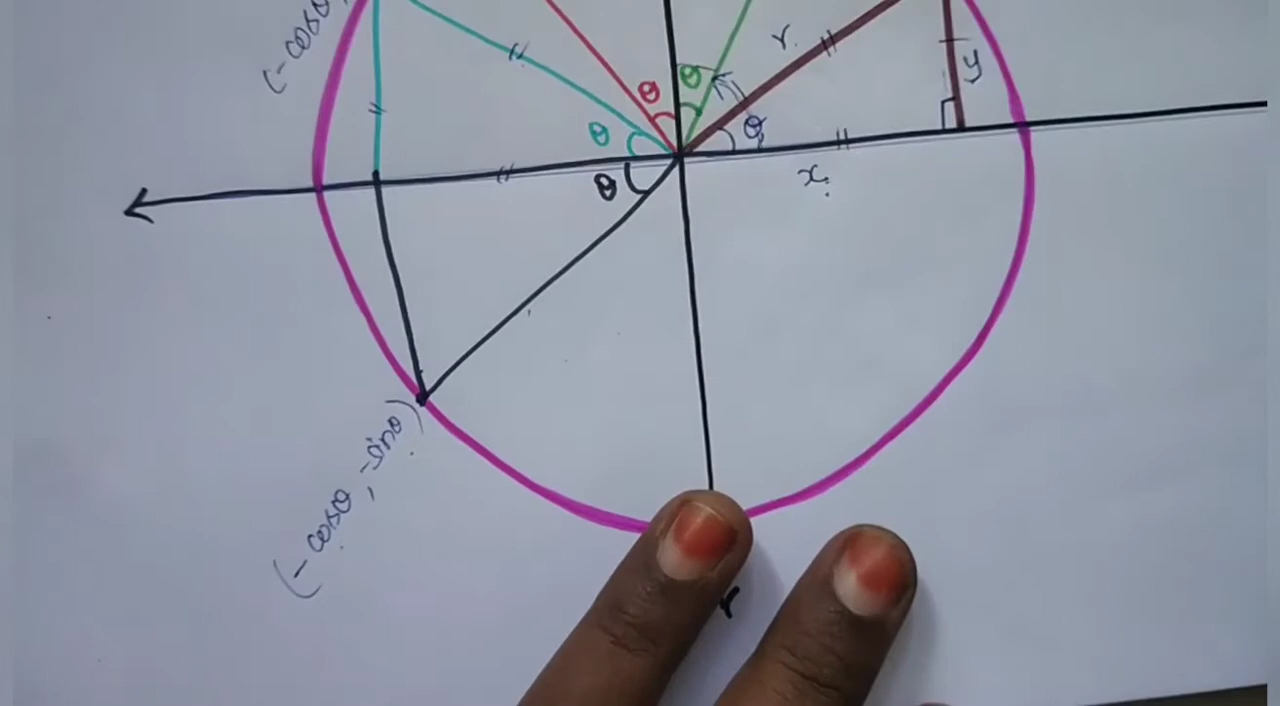 (-cosθ,
r.
y
θ
θ
θ
θ
θ
x
(-cosθ, -sinθ)